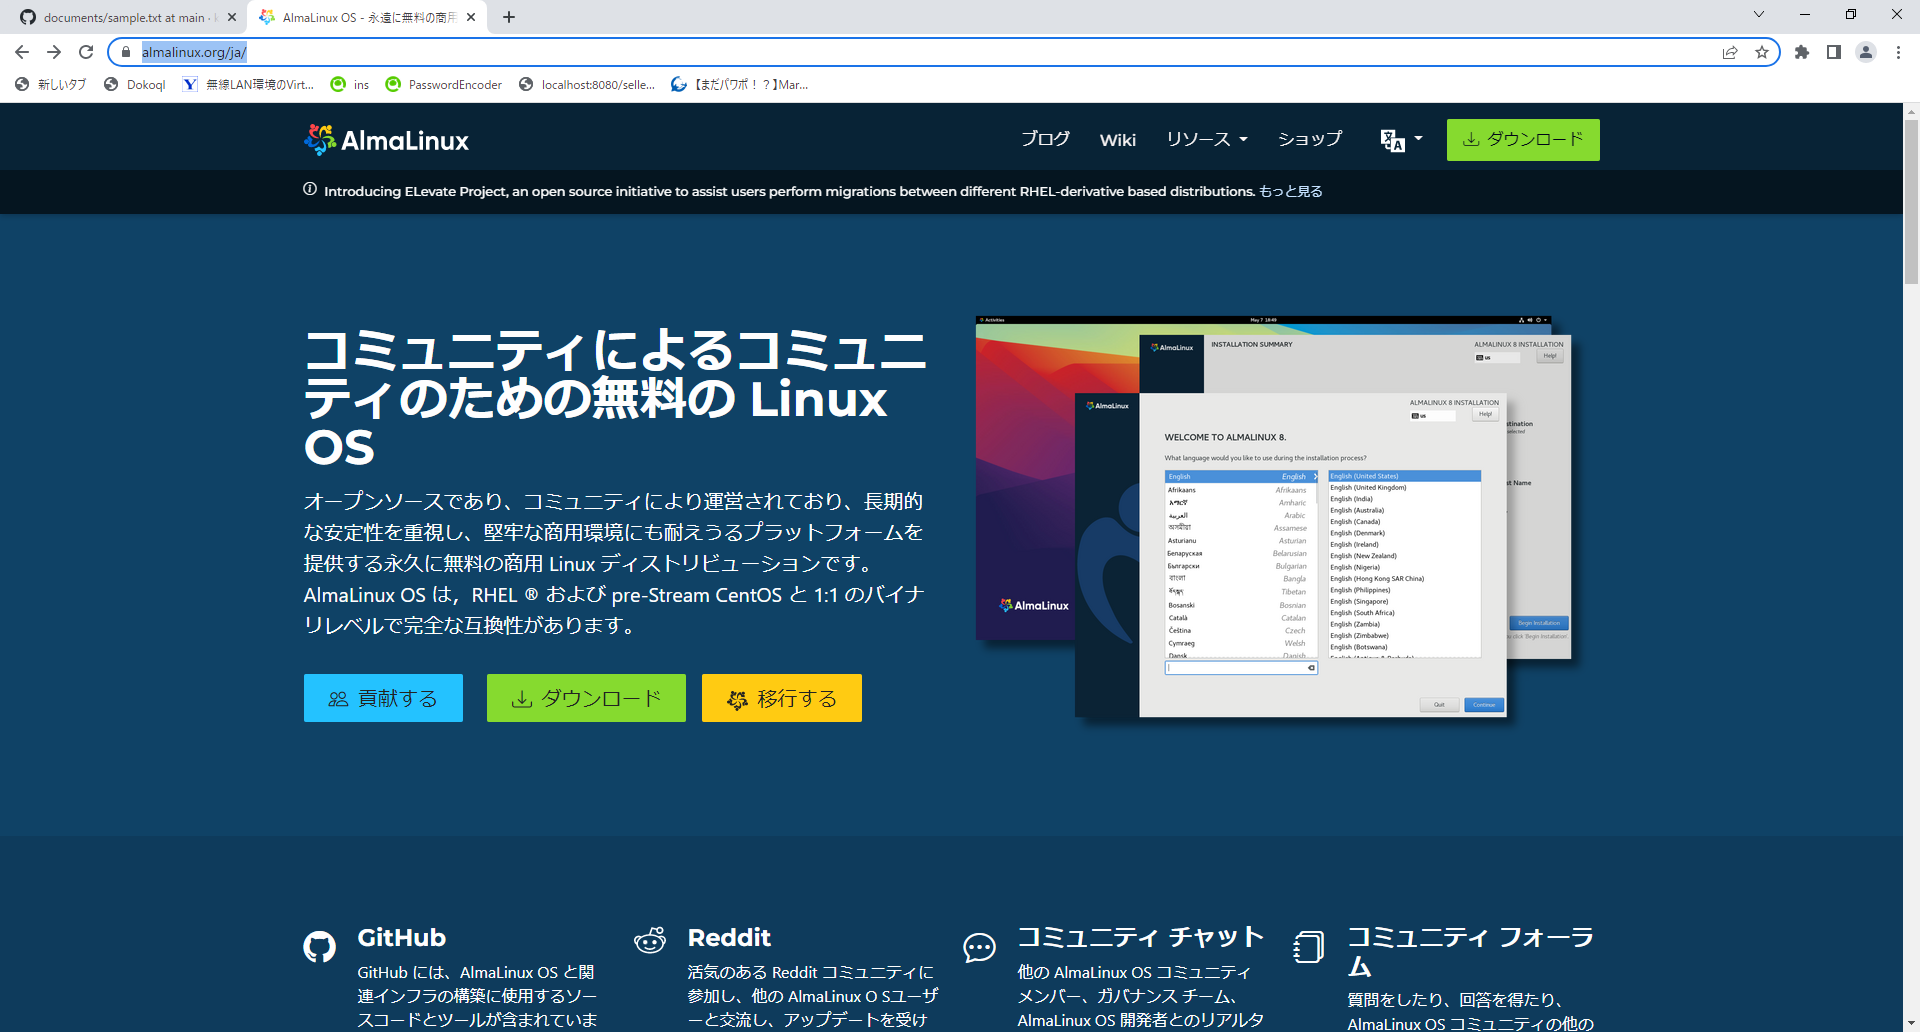 documents/sample.txt at main
AlmaLinux OS - 永遠に無料の商用
almalinux.org/ja/
新しいタブ
Dokoql
無線LAN環境のVirt...
ins
PasswordEncoder
localhost:8080/selle...
【まだパワポ！？】Mar...
AlmaLinux
ブログ
Wiki
リソース
ショップ
ダウンロード
Introducing ELevate Project, an open source initiative to assist users perform migrations between different RHEL-derivative based distributions. もっと見る
コミュニティによるコミュニ
ティのための無料の Linux
OS
オープンソースであり、コミュニティにより運営されており、長期的
な安定性を重視し、堅牢な商用環境にも耐えうるプラットフォームを
提供する永久に無料の商用 Linux ディストリビューションです。
AlmaLinux OS は，RHEL ® および pre-Stream CentOS と 1:1 のバイナ
リレベルで完全な互換性があります。
貢献する
ダウンロード
移行する
Activities
May 7 18:49
AlmaLinux
AlmaLinux
INSTALLATION SUMMARY
ALMALINUX 8 INSTALLATION
us
Help!
Begin Installation
AlmaLinux
ALMALINUX 8 INSTALLATION
us
Help!
WELCOME TO ALMALINUX 8.
What language would you like to use during the installation process?
English English
Afrikaans Afrikaans
አማርኛ Amharic
العربية Arabic
অসমীয়া Assamese
Asturianu Asturian
Беларуская Belarusian
Български Bulgarian
বাংলা Bangla
Tibetan
Bosanski Bosnian
Català Catalan
Čeština Czech
Cymraeg Welsh
Dansk Danish
English (United States)
English (United Kingdom)
English (India)
English (Australia)
English (Canada)
English (Denmark)
English (Ireland)
English (New Zealand)
English (Nigeria)
English (Hong Kong SAR China)
English (Philippines)
English (Singapore)
English (South Africa)
English (Zambia)
English (Zimbabwe)
English (Botswana)
English (Antigua & Barbuda)
Quit
Continue
GitHub
GitHub には、AlmaLinux OS と関
連インフラの構築に使用するソー
スコードとツールが含まれていま
Reddit
活気のある Reddit コミュニティに
参加し、他の AlmaLinux O Sユーザ
ーと交流し、アップデートを受け
コミュニティ チャット
他の AlmaLinux OS コミュニティ
メンバー、ガバナンス チーム、
AlmaLinux OS 開発者とのリアルタ
コミュニティ フォーラ
ム
質問をしたり、回答を得たり、
AlmaLinux OS コミュニティの他の